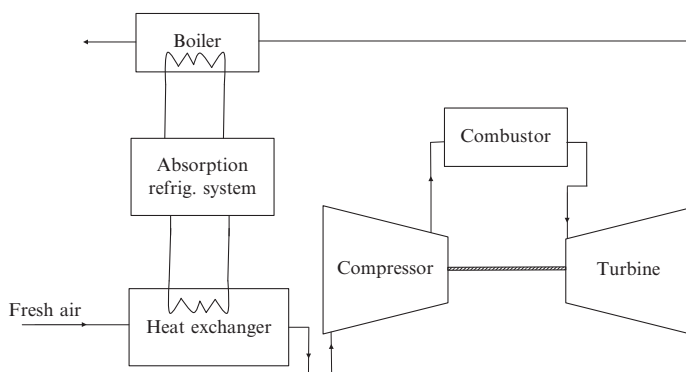 Boiler
Combustor
Absorption
refrig. system
Compressor
Turbine
Fresh air
Heat exchanger